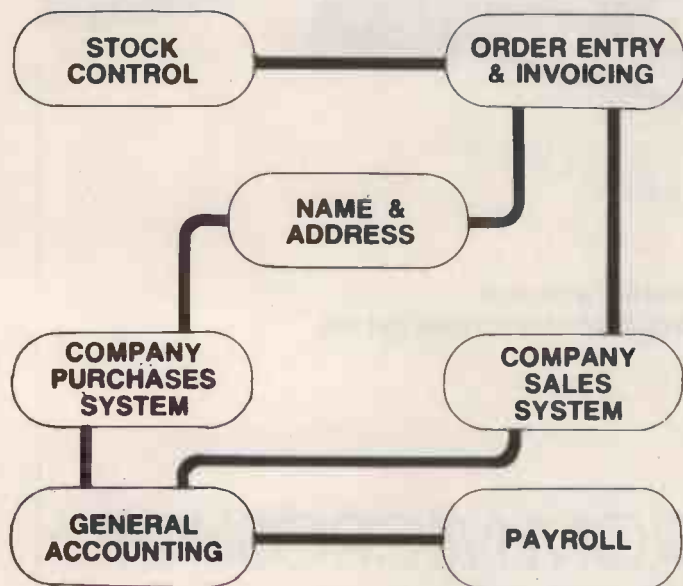 STOCK
CONTROL
ORDER ENTRY
& INVOICING
NAME &
ADDRESS
COMPANY
PURCHASES
SYSTEM
COMPANY
SALES
SYSTEM
GENERAL
ACCOUNTING
PAYROLL